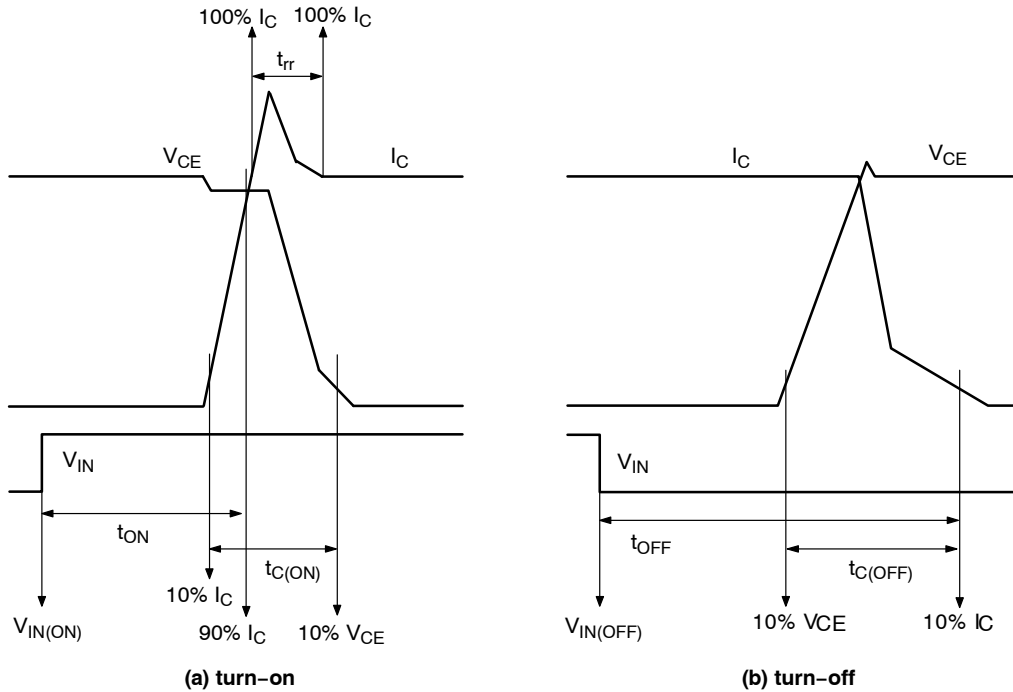 100% I_C
100% I_C
t_rr
V_CE
I_C
V_IN
t_ON
t_C(ON)
10% I_C
V_IN(ON)
90% I_C
10% V_CE
(a) turn−on
I_C
V_CE
V_IN
t_OFF
t_C(OFF)
V_IN(OFF)
10% VCE
10% IC
(b) turn−off